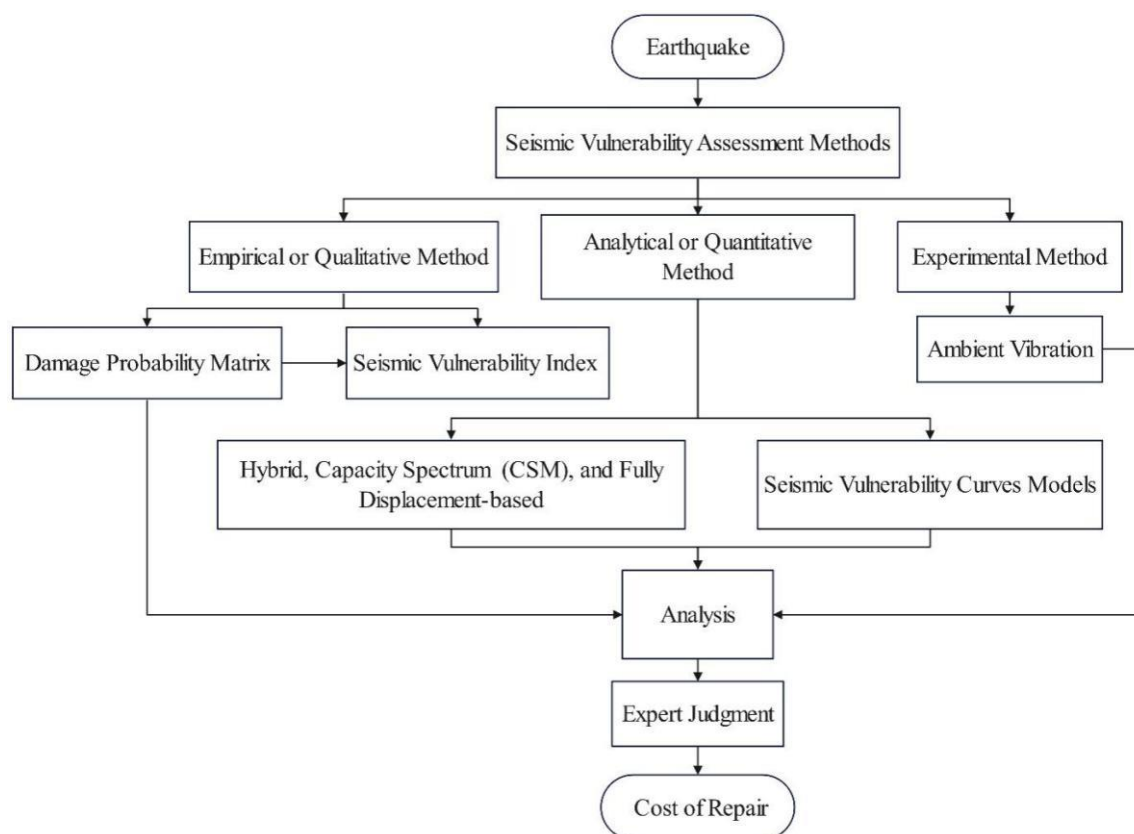 Earthquake
Seismic Vulnerability Assessment Methods
Empirical or Qualitative Method
Analytical or Quantitative
Method
Experimental Method
Damage Probability Matrix
Seismic Vulnerability Index
Ambient Vibration
Hybrid, Capacity Spectrum (CSM), and Fully
Displacement-based
Seismic Vulnerability Curves Models
Analysis
Expert Judgment
Cost of Repair